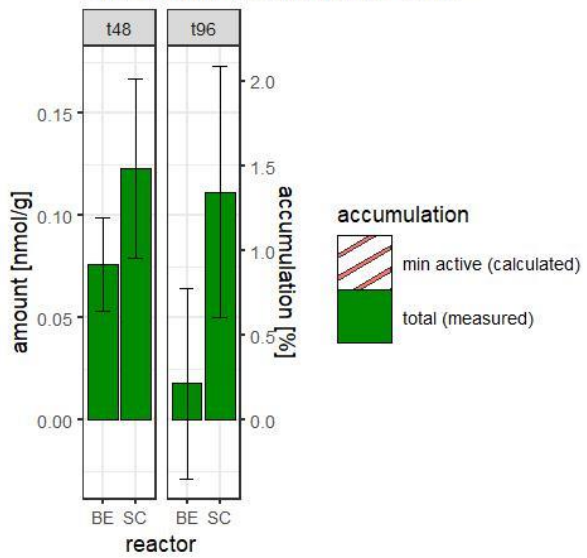 t48 t96
0.15
0.10
0.05
0.00
amount [nmol/g]
2.0
1.5
1.0
0.5
0.0
accumulation [%]
BE SC BE SC
reactor
accumulation
min active (calculated)
total (measured)